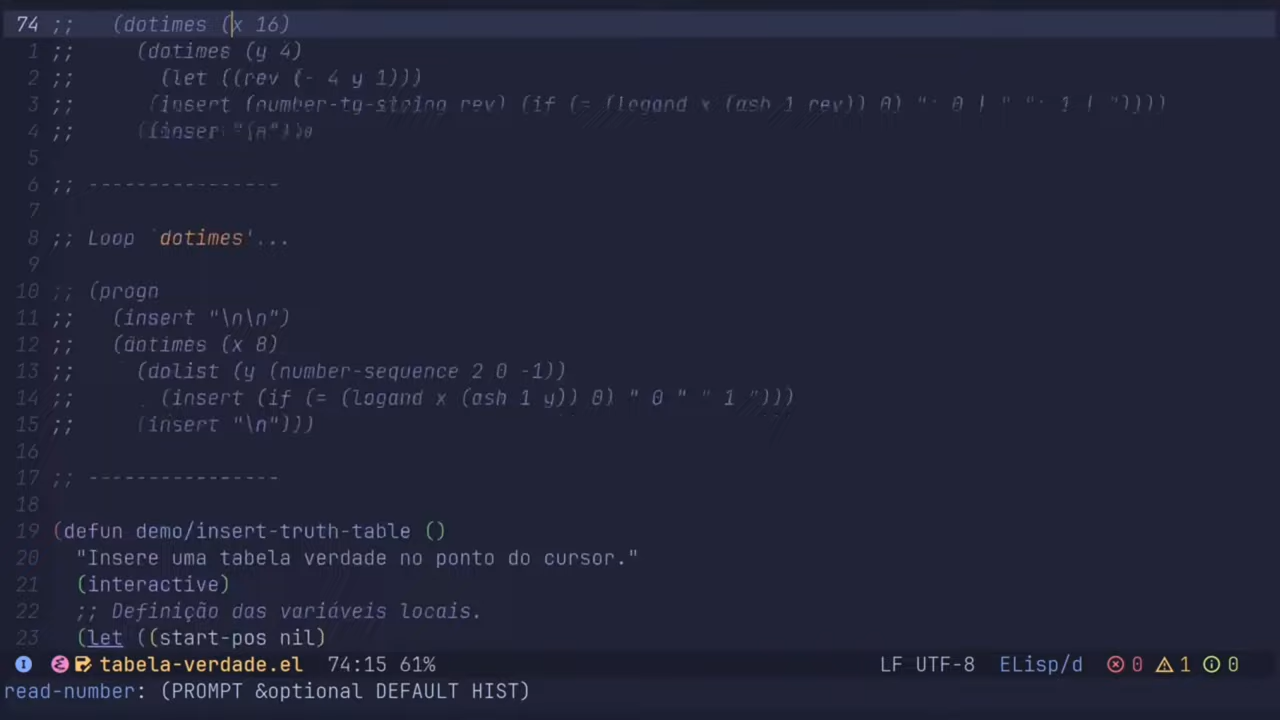 74 ;; (dotimes (x 16)
1 ;; (dotimes (y 4)
2 ;; (let ((rev (- 4 y 1)))
3 ;; (insert (number-to-string rev) (if (= (logand x (ash 1 rev)) 0) ": 0 | " ": 1 | "))))
4 ;; (insert "\n"))
5
6 ;; ----------------
7
8 ;; Loop `dotimes'...
9
10 ;; (progn
11 ;; (insert "\n\n")
12 ;; (dotimes (x 8)
13 ;; (dolist (y (number-sequence 2 0 -1))
14 ;; (insert (if (= (logand x (ash 1 y)) 0) " 0 " " 1 ")))
15 ;; (insert "\n")))
16
17 ;; ----------------
18
19 (defun demo/insert-truth-table ()
20 "Insere uma tabela verdade no ponto do cursor."
21 (interactive)
22 ;; Definição das variáveis locais.
23 (let ((start-pos nil)
tabela-verdade.el 74:15 61% LF UTF-8 ELisp/d 0 1 0
read-number: (PROMPT &optional DEFAULT HIST)